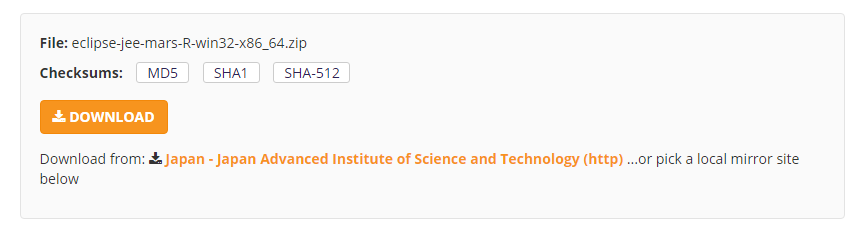 File: eclipse-jee-mars-R-win32-x86_64.zip
Checksums: MD5 SHA1 SHA-512
DOWNLOAD
Download from: Japan - Japan Advanced Institute of Science and Technology (http) ...or pick a local mirror site
below